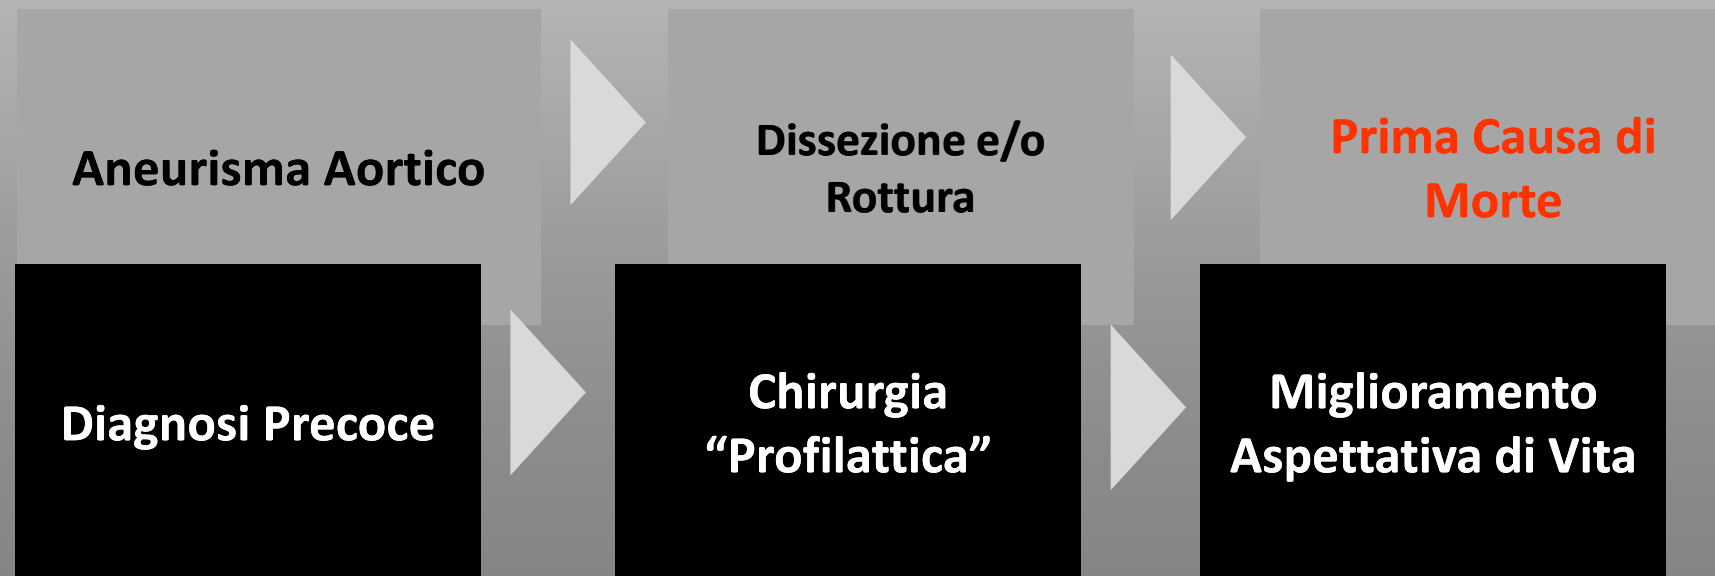 Aneurisma Aortico
Dissezione e/o
Rottura
Prima Causa di
Morte
Diagnosi Precoce
Chirurgia
“Profilattica”
Miglioramento
Aspettativa di Vita